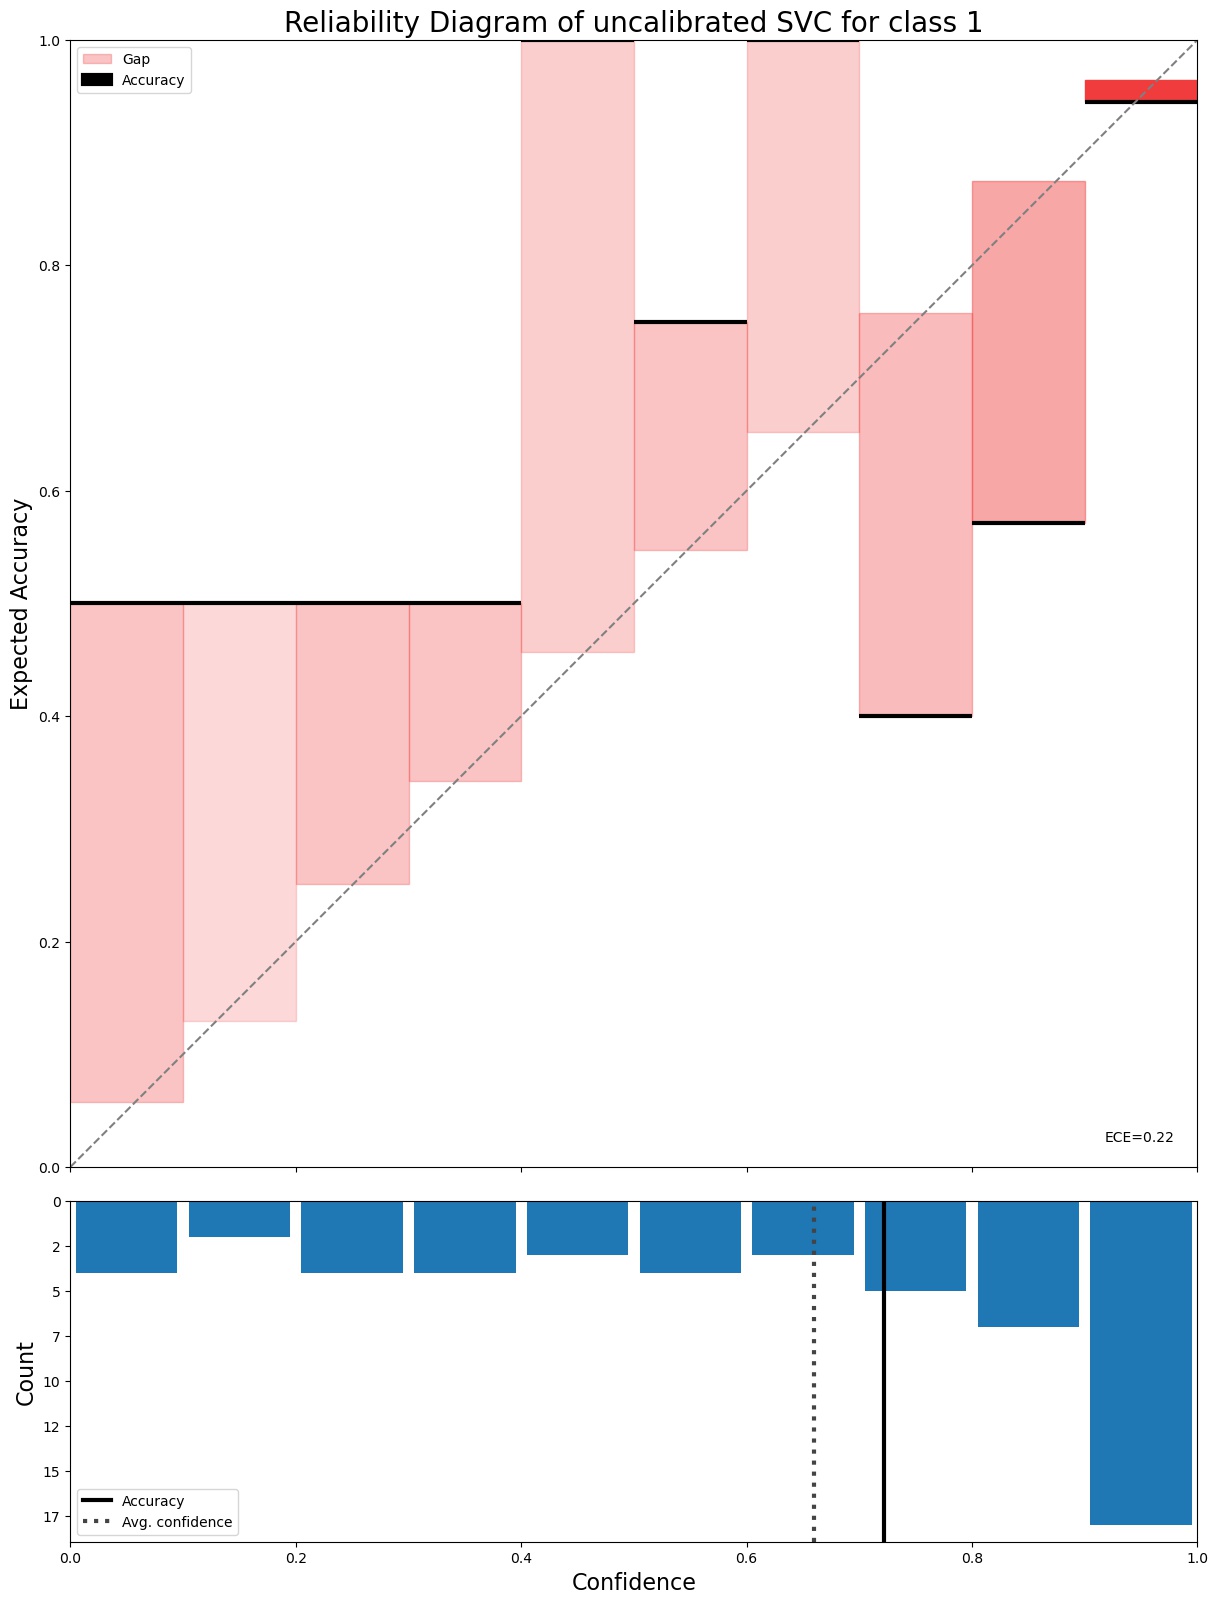 Reliability Diagram of uncalibrated SVC for class 1
1.0
Gap
Accuracy
0.8
0.6
Expected Accuracy
0.4
0.2
ECE=0.22
0.0
0
2
5
7
Count
10
12
15
Accuracy
17
Avg. confidence
0.0 0.2 0.4 0.6 0.8 1.0
Confidence